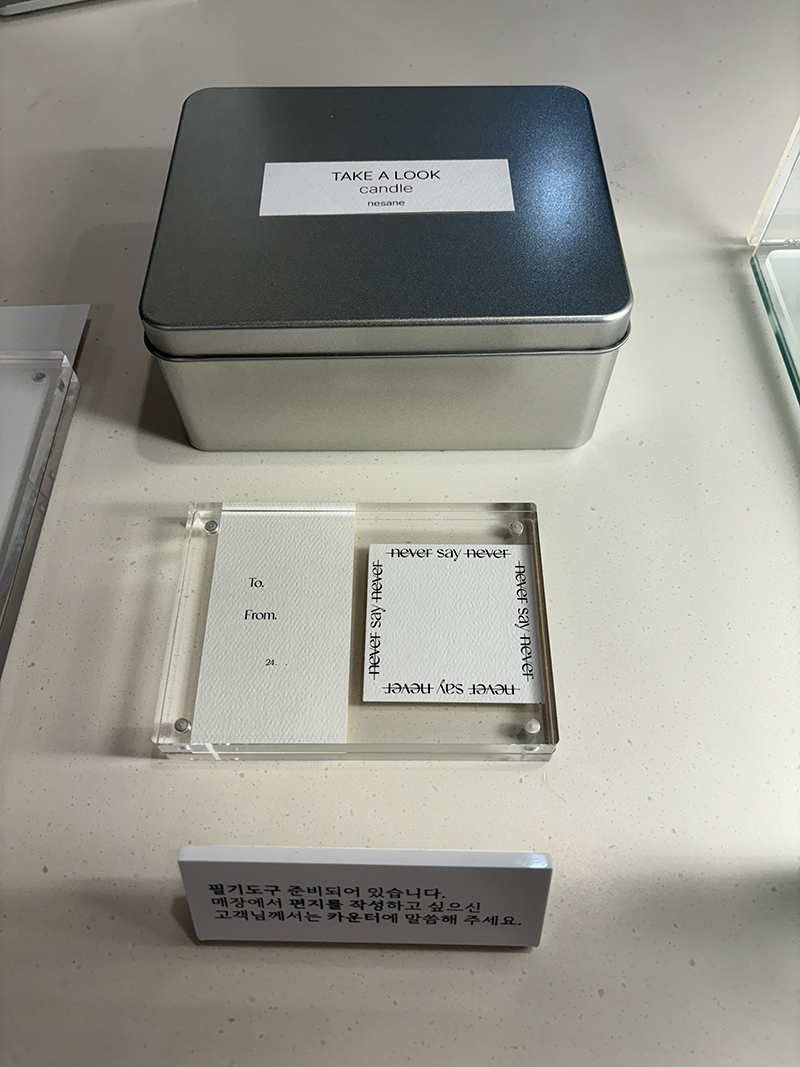 TAKE A LOOK
candle
nesane
To.
From.
24. .
never say never
never say never
never say never
never say never
필기도구 준비되어 있습니다.
매장에서 편지를 작성하고 싶으신
고객님께서는 카운터에 말씀해 주세요.